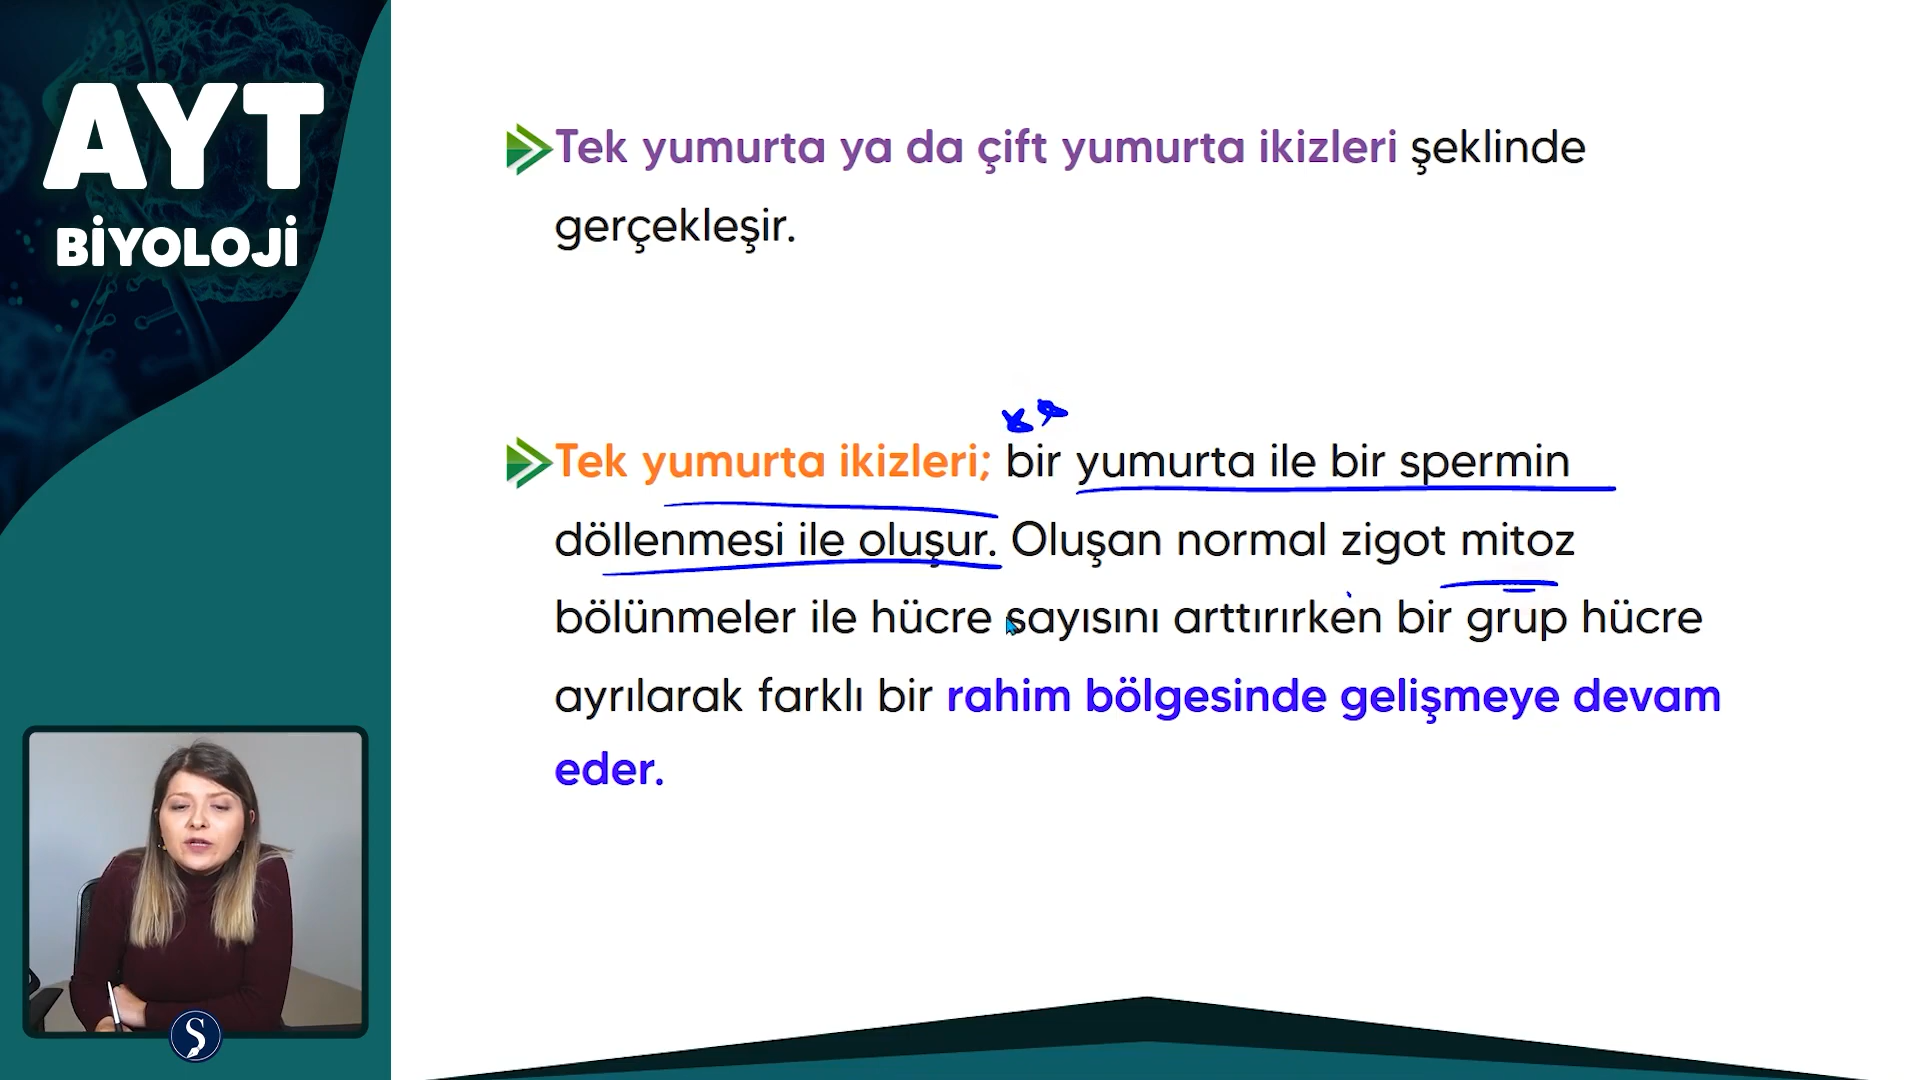 AYT
BİYOLOJİ
Tek yumurta ya da çift yumurta ikizleri şeklinde
gerçekleşir.
Tek yumurta ikizleri; bir yumurta ile bir spermin
döllenmesi ile oluşur. Oluşan normal zigot mitoz
bölünmeler ile hücre sayısını arttırırken bir grup hücre
ayrılarak farklı bir rahim bölgesinde gelişmeye devam
eder.
Ş